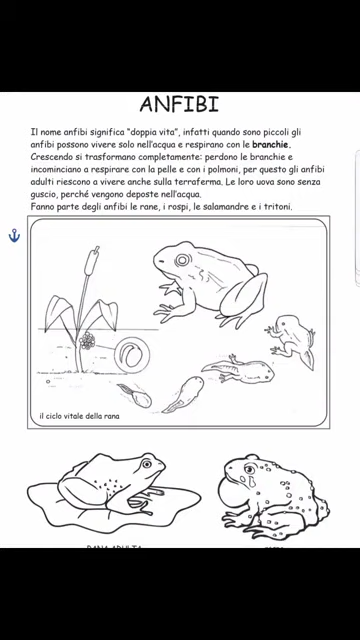 ANFIBI
Il nome anfibi significa "doppia vita", infatti quando sono piccoli gli
anfibi possono vivere solo nell'acqua e respirano con le branchie.
Crescendo si trasformano completamente: perdono le branchie e
incominciano a respirare con la pelle e con i polmoni, per questo gli anfibi
adulti riescono a vivere anche sulla terraferma. Le loro uova sono senza
guscio, perché vengono deposte nell'acqua.
Fanno parte degli anfibi le rane, i rospi, le salamandre e i tritoni.
il ciclo vitale della rana